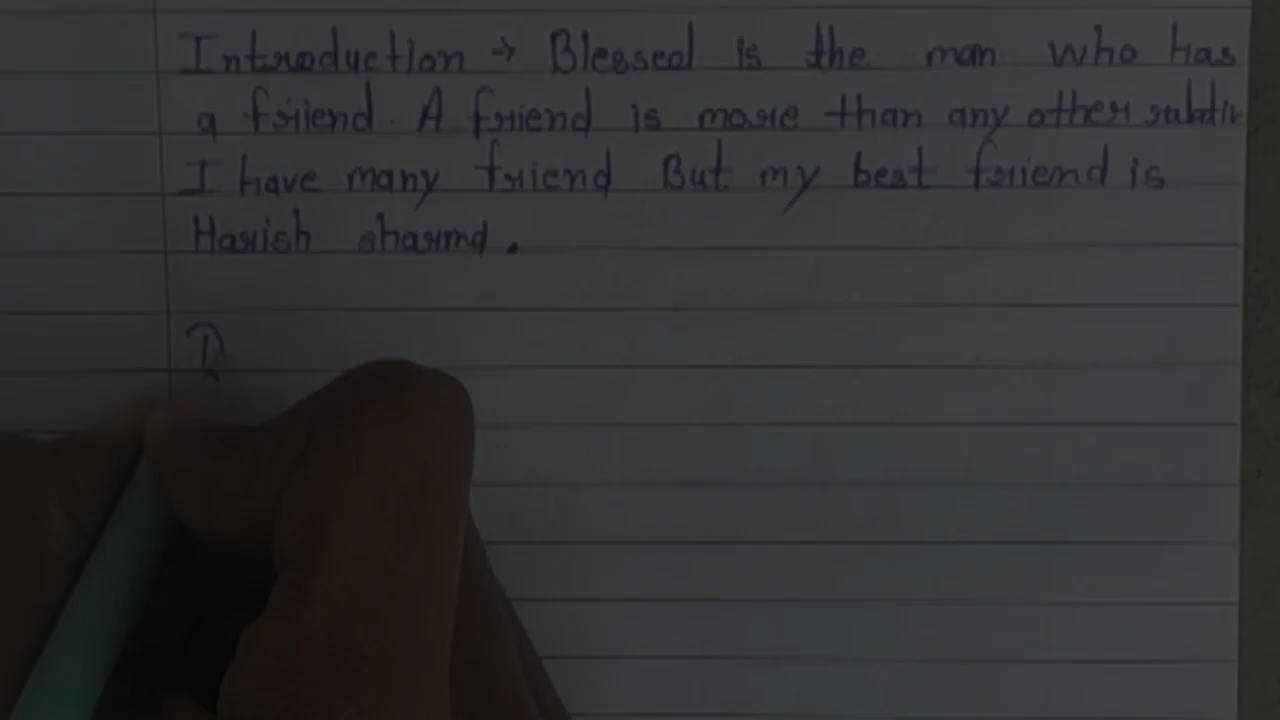 Introduction → Blessed is the man who has
a friend. A friend is more than any other
I have many friend But my best friend is
Harish sharma.